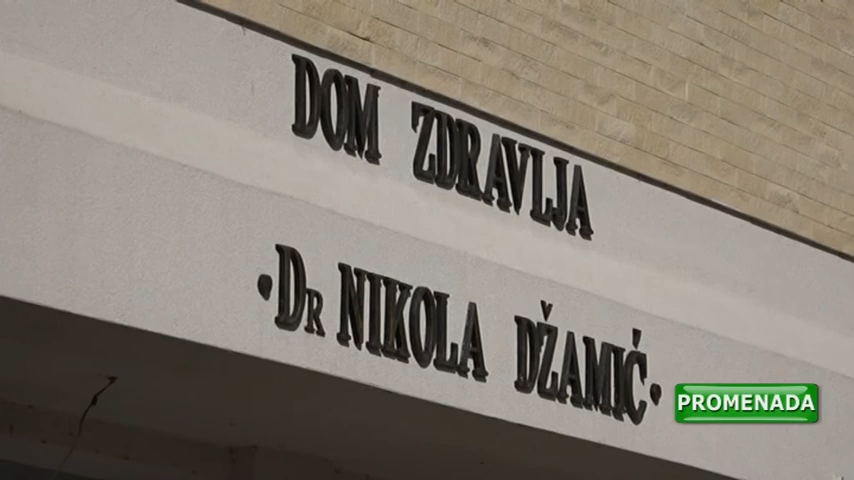 DOM ZDRAVLJA
·DR NIKOLA DŽAMIĆ·
PROMENADA